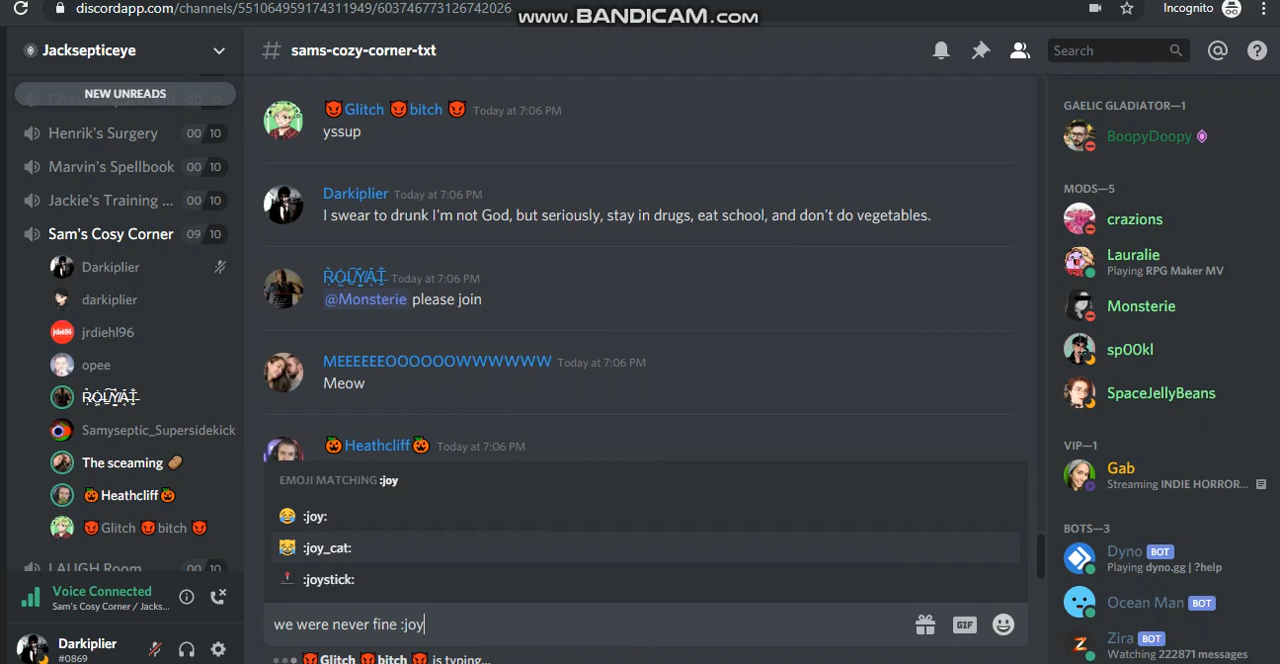 discordapp.com/channels/551064959174311949/603746773126742026
www.BANDICAM.com
Incognito
Jacksepticeye
# sams-cozy-corner-txt
Search
NEW UNREADS
Henrik's Surgery 00 10
Marvin's Spellbook 00 10
Jackie's Training ... 00 10
Sam's Cosy Corner 09 10
Darkiplier
darkiplier
jrdiehl96
opee
ROLYAT
Samyseptic_Supersidekick
The sceaming 🥔
🎃Heathcliff🎃
😈Glitch 😈bitch 😈
LAUGH Room 00 10
Voice Connected
Sam's Cosy Corner / Jacks...
Darkiplier
#0869
😈Glitch 😈bitch 😈 Today at 7:06 PM
yssup
Darkiplier Today at 7:06 PM
I swear to drunk I'm not God, but seriously, stay in drugs, eat school, and don't do vegetables.
ROLYAT Today at 7:06 PM
@Monsterie please join
MEEEEEEOOOOOOWWWWWW Today at 7:06 PM
Meow
🎃Heathcliff🎃 Today at 7:06 PM
EMOJI MATCHING :joy
😂 :joy:
😹 :joy_cat:
🕹 :joystick:
we were never fine :joy
GIF
😈Glitch 😈bitch 😈 is typing...
GAELIC GLADIATOR—1
BoopyDoopy
MODS—5
crazions
Lauralie
Playing RPG Maker MV
Monsterie
sp00kl
SpaceJellyBeans
VIP—1
Gab
Streaming INDIE HORROR...
BOTS—3
Dyno BOT
Playing dyno.gg | ?help
Ocean Man BOT
Zira BOT
Watching 222871 messages